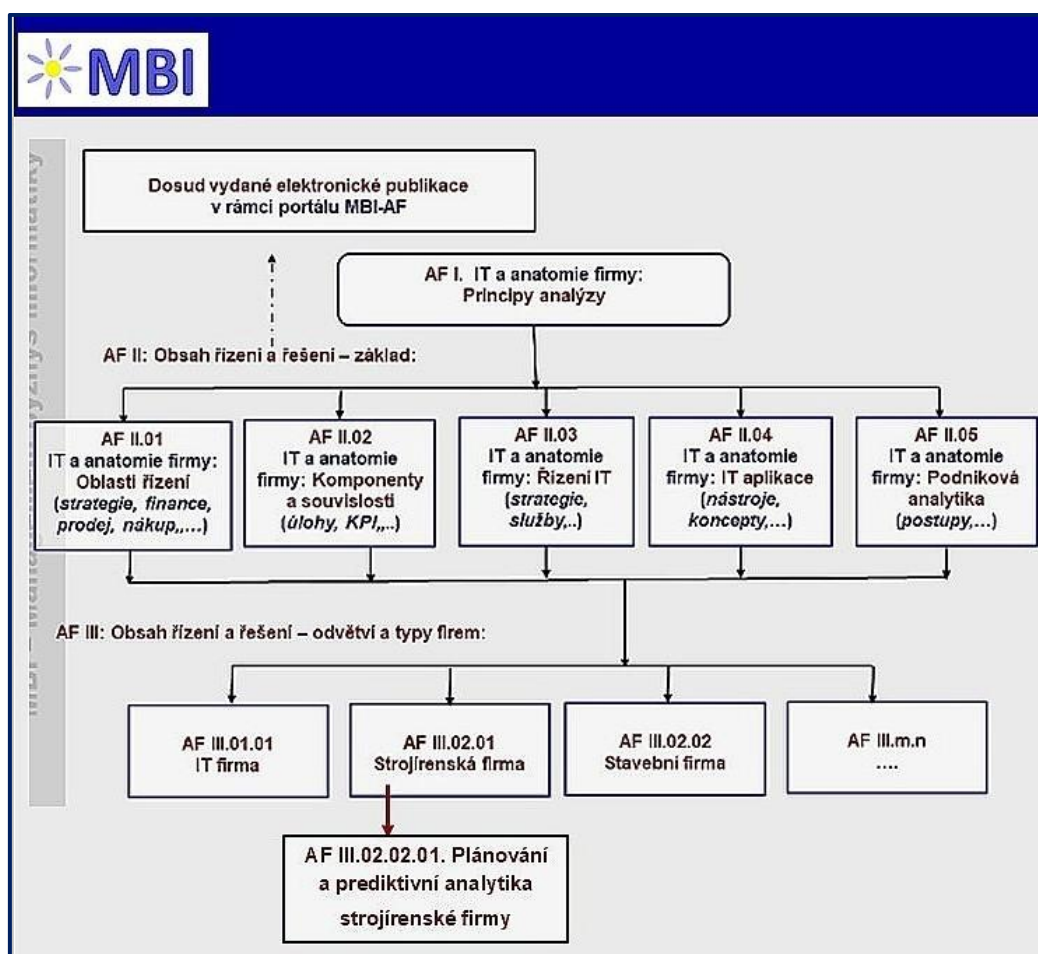 MBI
Dosud vydané elektronické publikace
v rámci portálu MBI-AF
AF I. IT a anatomie firmy:
Principy analýzy
AF II: Obsah řízení a řešení – základ:
AF II.01
IT a anatomie firmy:
Oblasti řízení
(strategie, finance,
prodej, nákup,,…)
AF II.02
IT a anatomie
firmy: Komponenty
a souvislosti
(úlohy, KPI,,..)
AF II.03
IT a anatomie
firmy: Řízení IT
(strategie,
služby,..)
AF II.04
IT a anatomie
firmy: IT aplikace
(nástroje,
koncepty,…)
AF II.05
IT a anatomie
firmy: Podniková
analytika
(postupy,…)
AF III: Obsah řízení a řešení – odvětví a typy firem:
AF III.01.01
IT firma
AF III.02.01
Strojírenská firma
AF III.02.02
Stavební firma
AF III.m.n
….
AF III.02.02.01. Plánování
a prediktivní analytika
strojírenské firmy